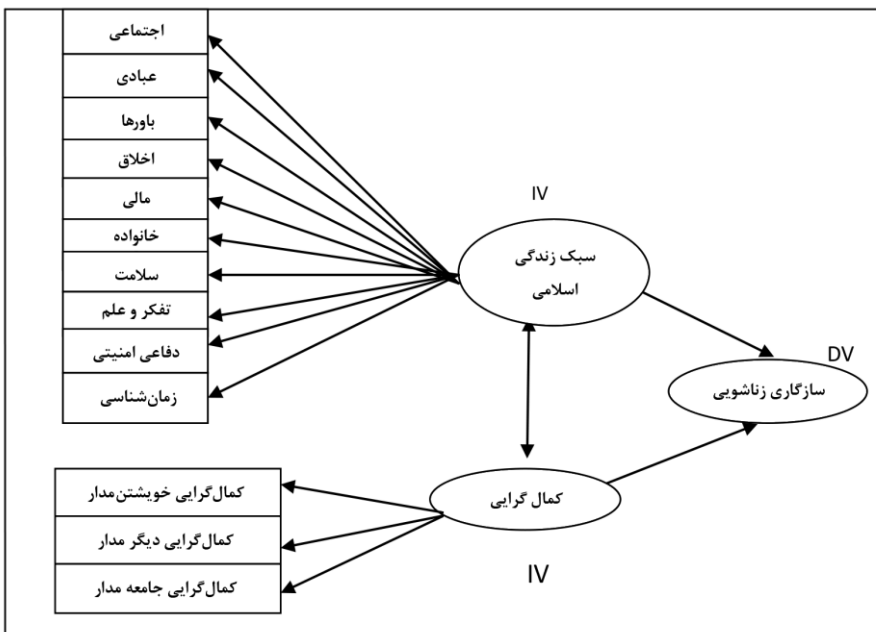 اجتماعی
عبادی
باورها
اخلاق
مالی
خانواده
سلامت
تفکر و علم
دفاعی امنیتی
زمان‌شناسی
IV
سبک زندگی
اسلامی
DV
سازگاری زناشویی
کمال گرایی
IV
کمال‌گرایی خویشتن‌مدار
کمال‌گرایی دیگر مدار
کمال‌گرایی جامعه مدار